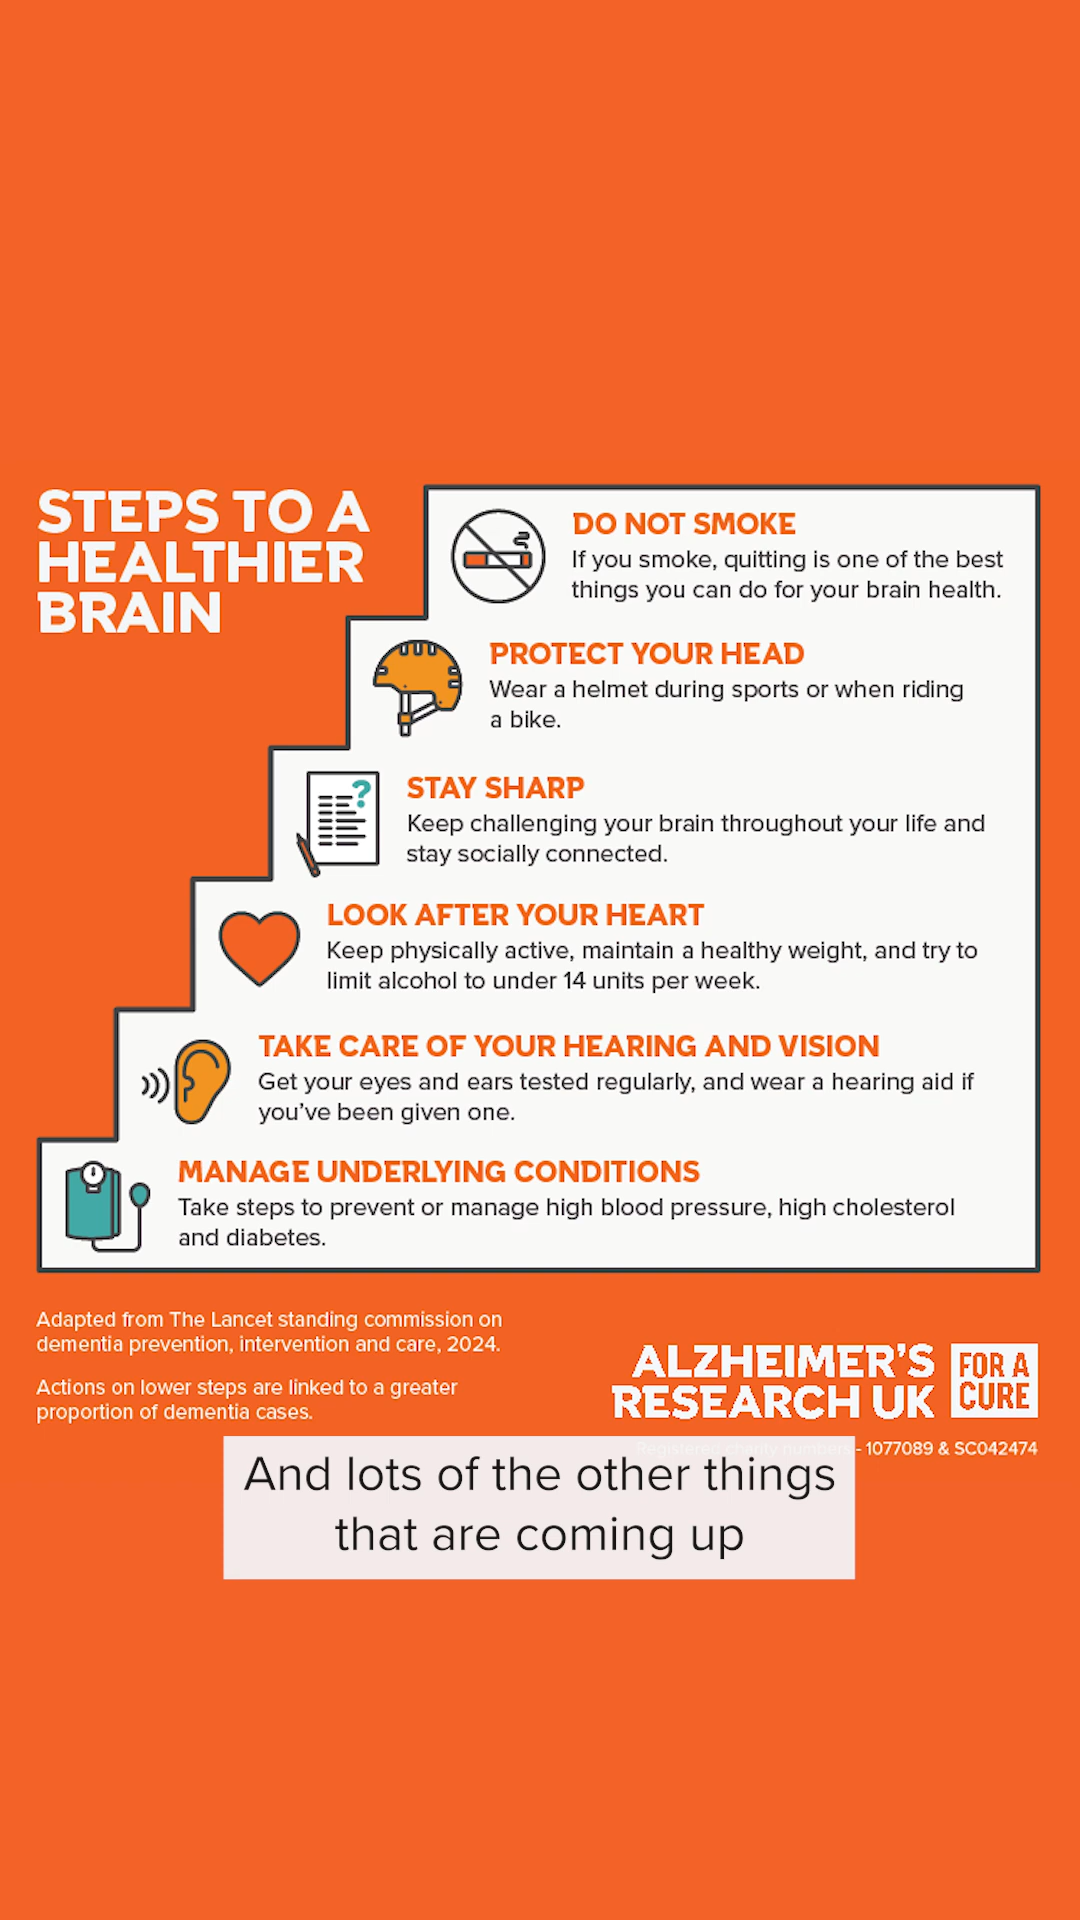 STEPS TO A
HEALTHIER
BRAIN
DO NOT SMOKE
If you smoke, quitting is one of the best
things you can do for your brain health.
PROTECT YOUR HEAD
Wear a helmet during sports or when riding
a bike.
?
STAY SHARP
Keep challenging your brain throughout your life and
stay socially connected.
LOOK AFTER YOUR HEART
Keep physically active, maintain a healthy weight, and try to
limit alcohol to under 14 units per week.
TAKE CARE OF YOUR HEARING AND VISION
Get your eyes and ears tested regularly, and wear a hearing aid if
you've been given one.
MANAGE UNDERLYING CONDITIONS
Take steps to prevent or manage high blood pressure, high cholesterol
and diabetes.
Adapted from The Lancet standing commission on
dementia prevention, intervention and care, 2024.
Actions on lower steps are linked to a greater
proportion of dementia cases.
ALZHEIMER'S
RESEARCH UK
FOR A
CURE
Registered charity numbers - 1077089 & SC042474
And lots of the other things
that are coming up